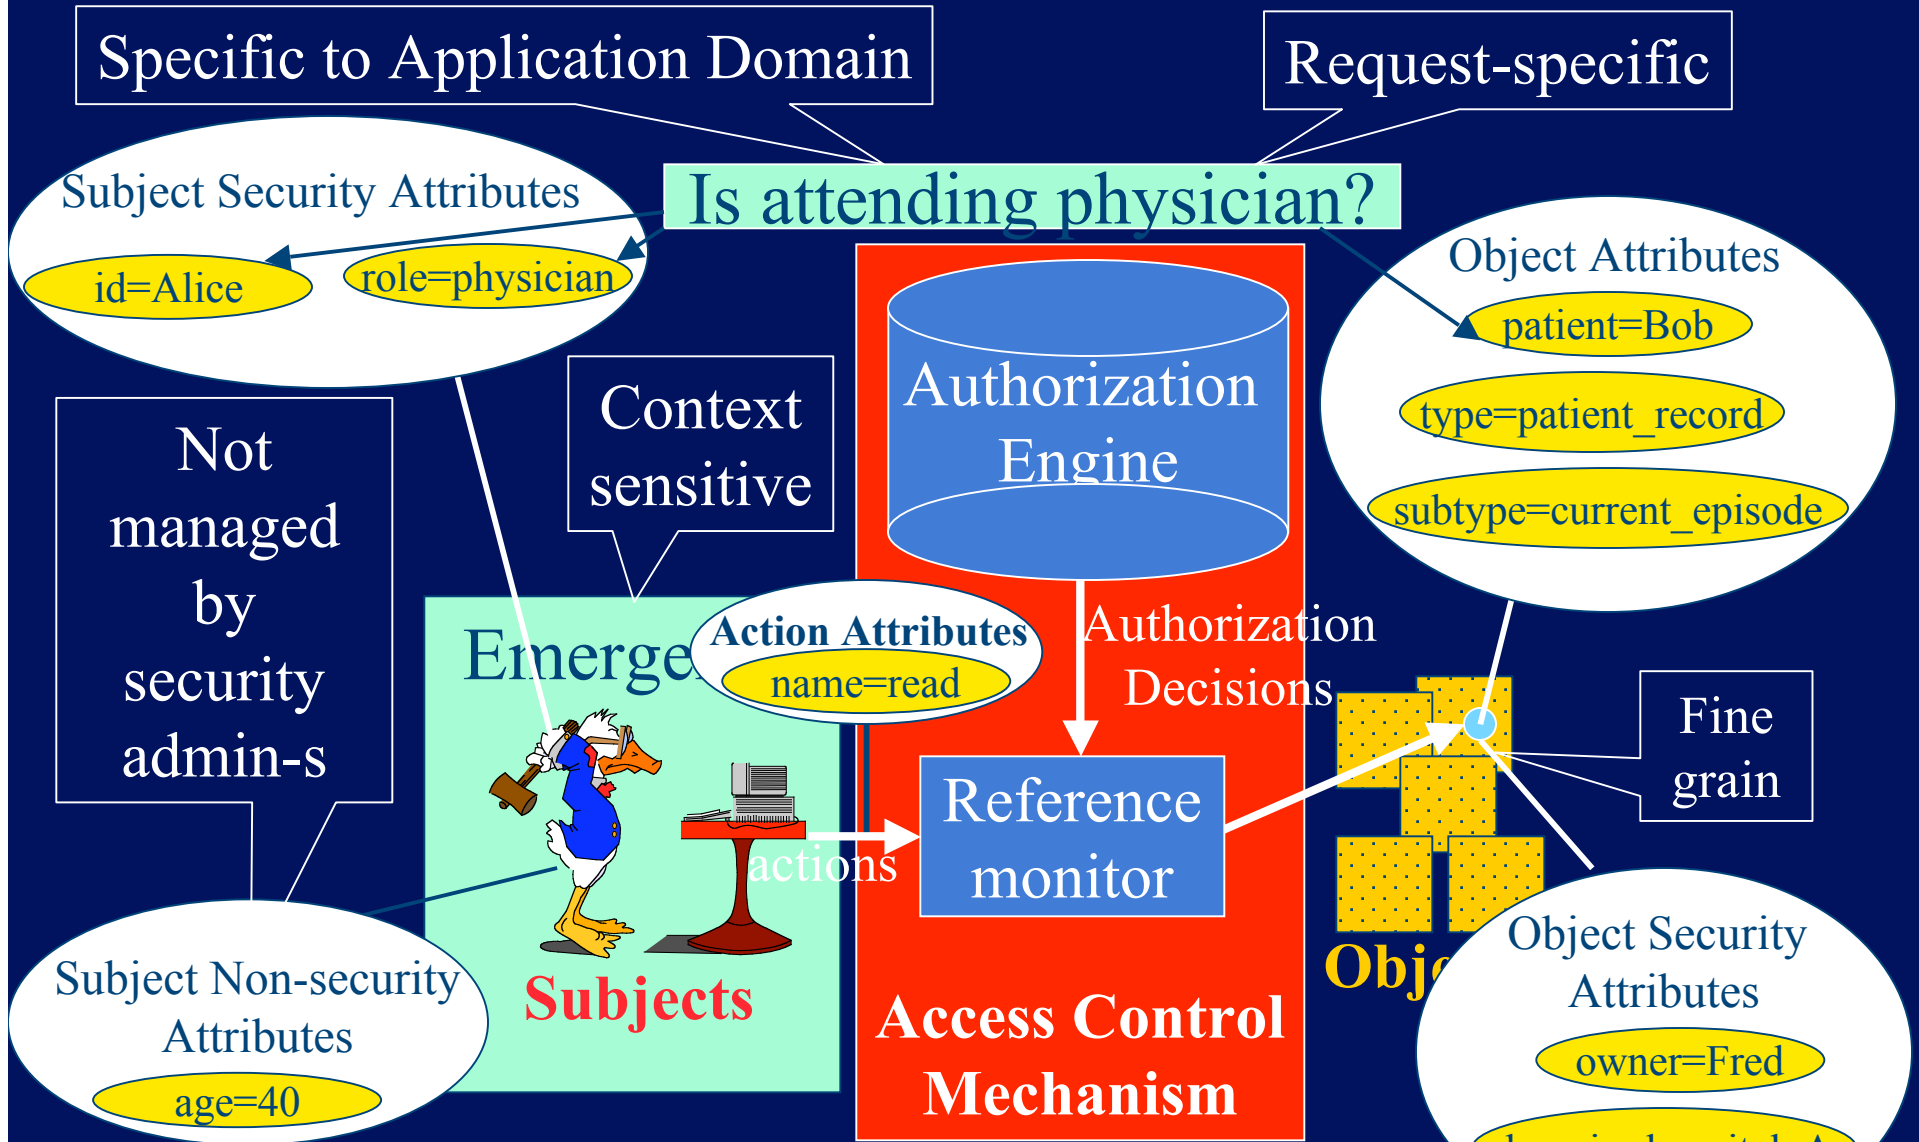 Specific to Application Domain
Request-specific
Is attending physician?
Subject Security Attributes
id=Alice
role=physician
Object Attributes
patient=Bob
type=patient_record
subtype=current_episode
Authorization
Engine
Context
sensitive
Not
managed
by
security
admin-s
Action Attributes
name=read
Authorization
Decisions
Fine
grain
Reference
monitor
actions
Subjects
Access Control
Mechanism
Object Security
Attributes
owner=Fred
Subject Non-security
Attributes
age=40